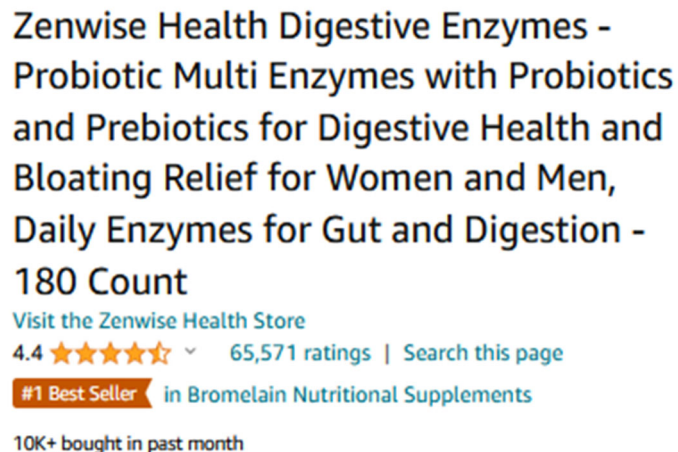 Zenwise Health Digestive Enzymes -
Probiotic Multi Enzymes with Probiotics
and Prebiotics for Digestive Health and
Bloating Relief for Women and Men,
Daily Enzymes for Gut and Digestion -
180 Count
Visit the Zenwise Health Store
4.4 65,571 ratings | Search this page
#1 Best Seller in Bromelain Nutritional Supplements
10K+ bought in past month